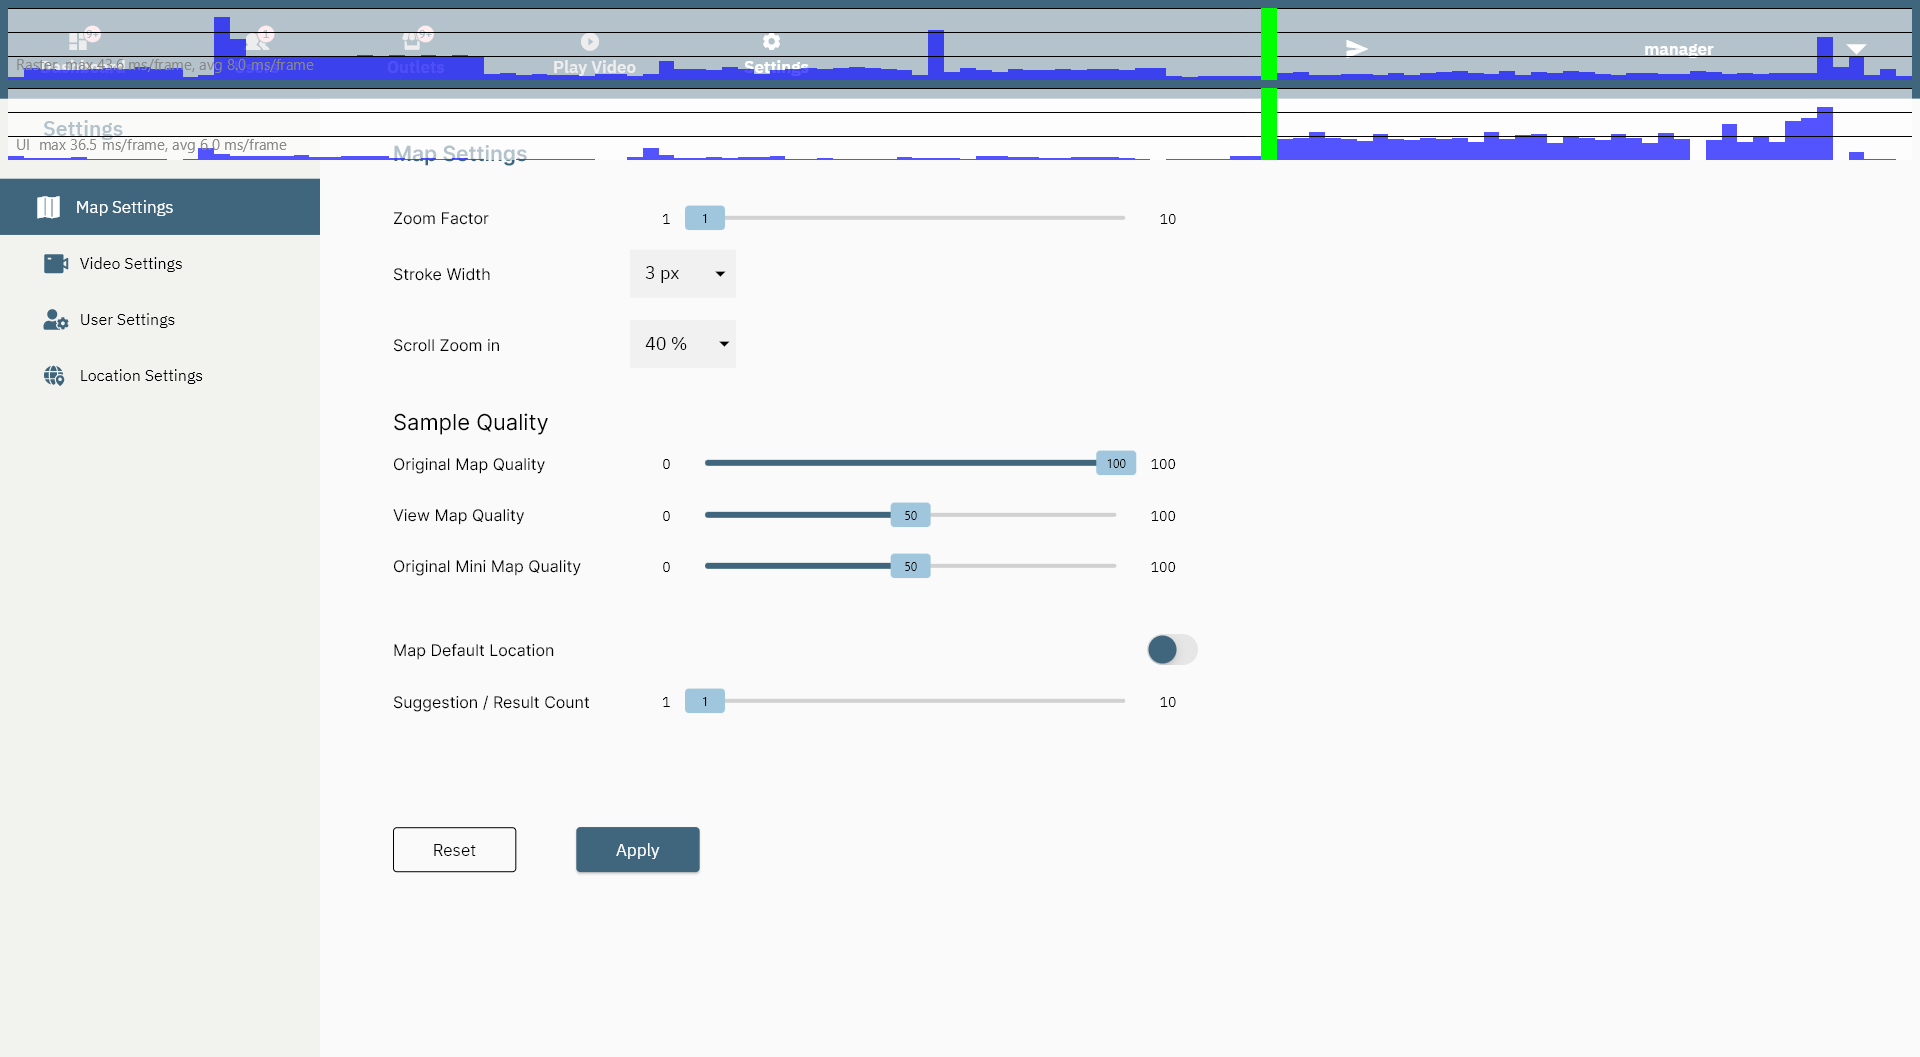 9+
1
9+
manager
Raster max 43.6 ms/frame, avg 8.0 ms/frame
Dashboard
Outlets
Play Video
Settings
Settings
UI max 36.5 ms/frame, avg 6.0 ms/frame
Map Settings
Map Settings
Video Settings
User Settings
Location Settings
Zoom Factor 1 1 10
Stroke Width 3 px
Scroll Zoom in 40 %
Sample Quality
Original Map Quality 0 100 100
View Map Quality 0 50 100
Original Mini Map Quality 0 50 100
Map Default Location
Suggestion / Result Count 1 1 10
Reset
Apply